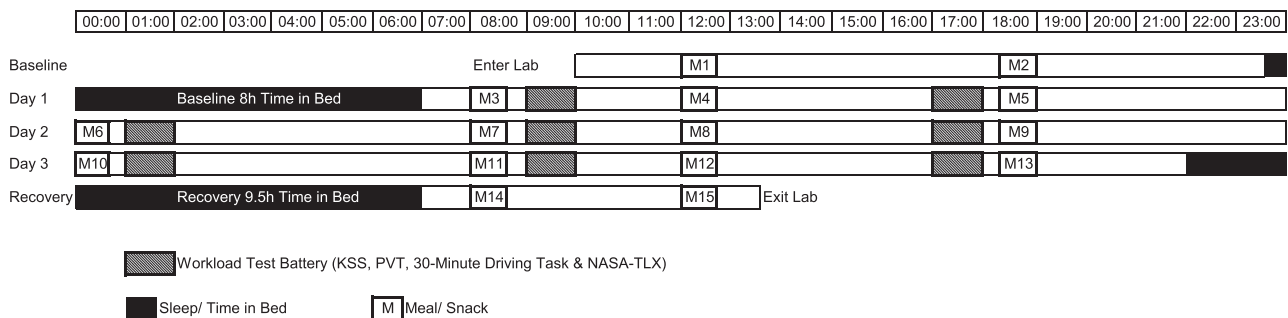 00:00 01:00 02:00 03:00 04:00 05:00 06:00 07:00 08:00 09:00 10:00 11:00 12:00 13:00 14:00 15:00 16:00 17:00 18:00 19:00 20:00 21:00 22:00 23:00
Baseline Enter Lab M1 M2
Day 1 Baseline 8h Time in Bed M3 M4 M5
Day 2 M6 M7 M8 M9
Day 3 M10 M11 M12 M13
Recovery Recovery 9.5h Time in Bed M14 M15 Exit Lab
Workload Test Battery (KSS, PVT, 30-Minute Driving Task & NASA-TLX)
Sleep/ Time in Bed M Meal/ Snack